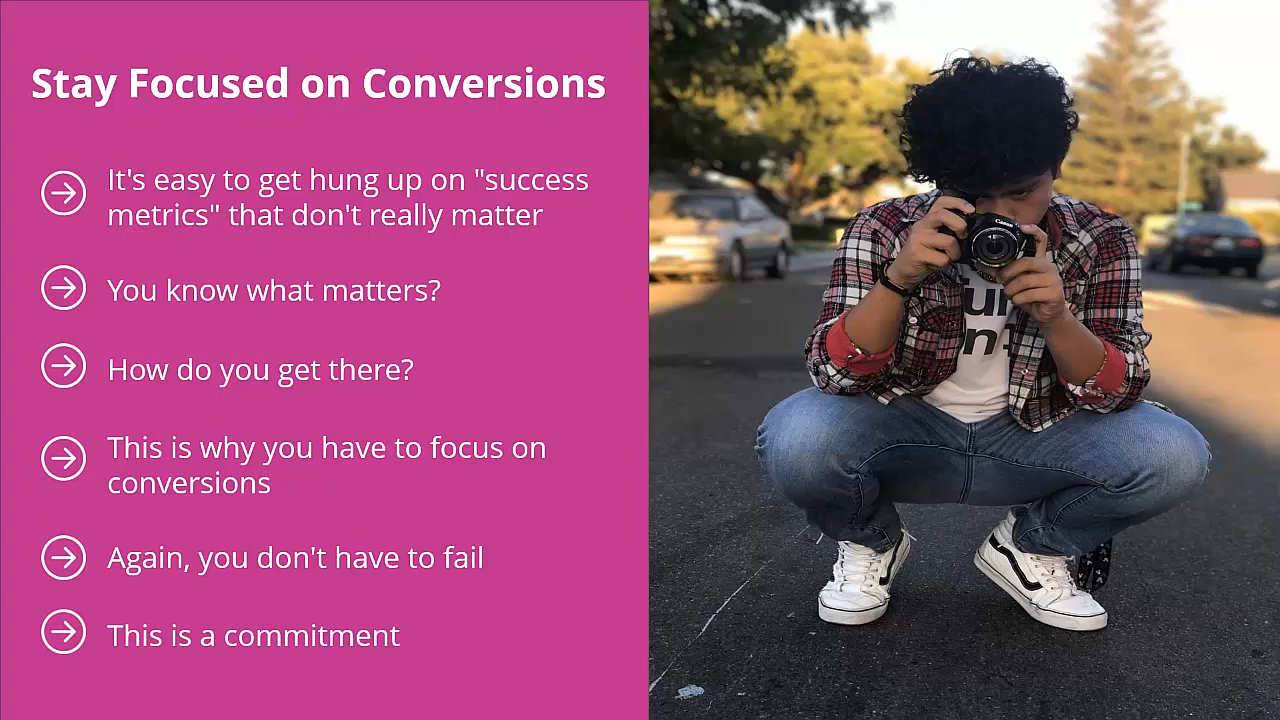 Stay Focused on Conversions
It's easy to get hung up on "success
metrics" that don't really matter
You know what matters?
How do you get there?
This is why you have to focus on
conversions
Again, you don't have to fail
This is a commitment
Canon